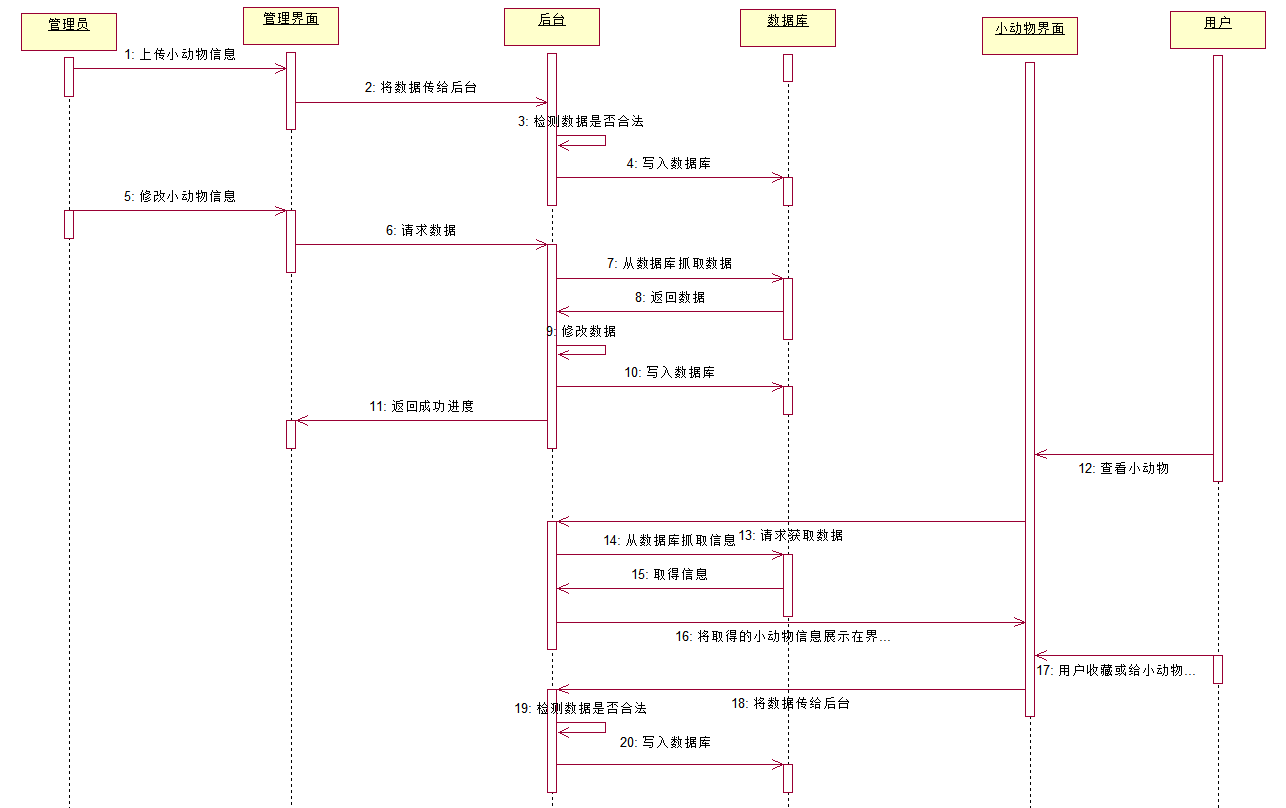 管理员
管理界面
后台
数据库
小动物界面
用户
1: 上传小动物信息
2: 将数据传给后台
3: 检测数据是否合法
4: 写入数据库
5: 修改小动物信息
6: 请求数据
7: 从数据库抓取数据
8: 返回数据
9: 修改数据
10: 写入数据库
11: 返回成功进度
12: 查看小动物
13: 请求获取数据
14: 从数据库抓取信息
15: 取得信息
16: 将取得的小动物信息展示在界...
17: 用户收藏或给小动物...
18: 将数据传给后台
19: 检测数据是否合法
20: 写入数据库